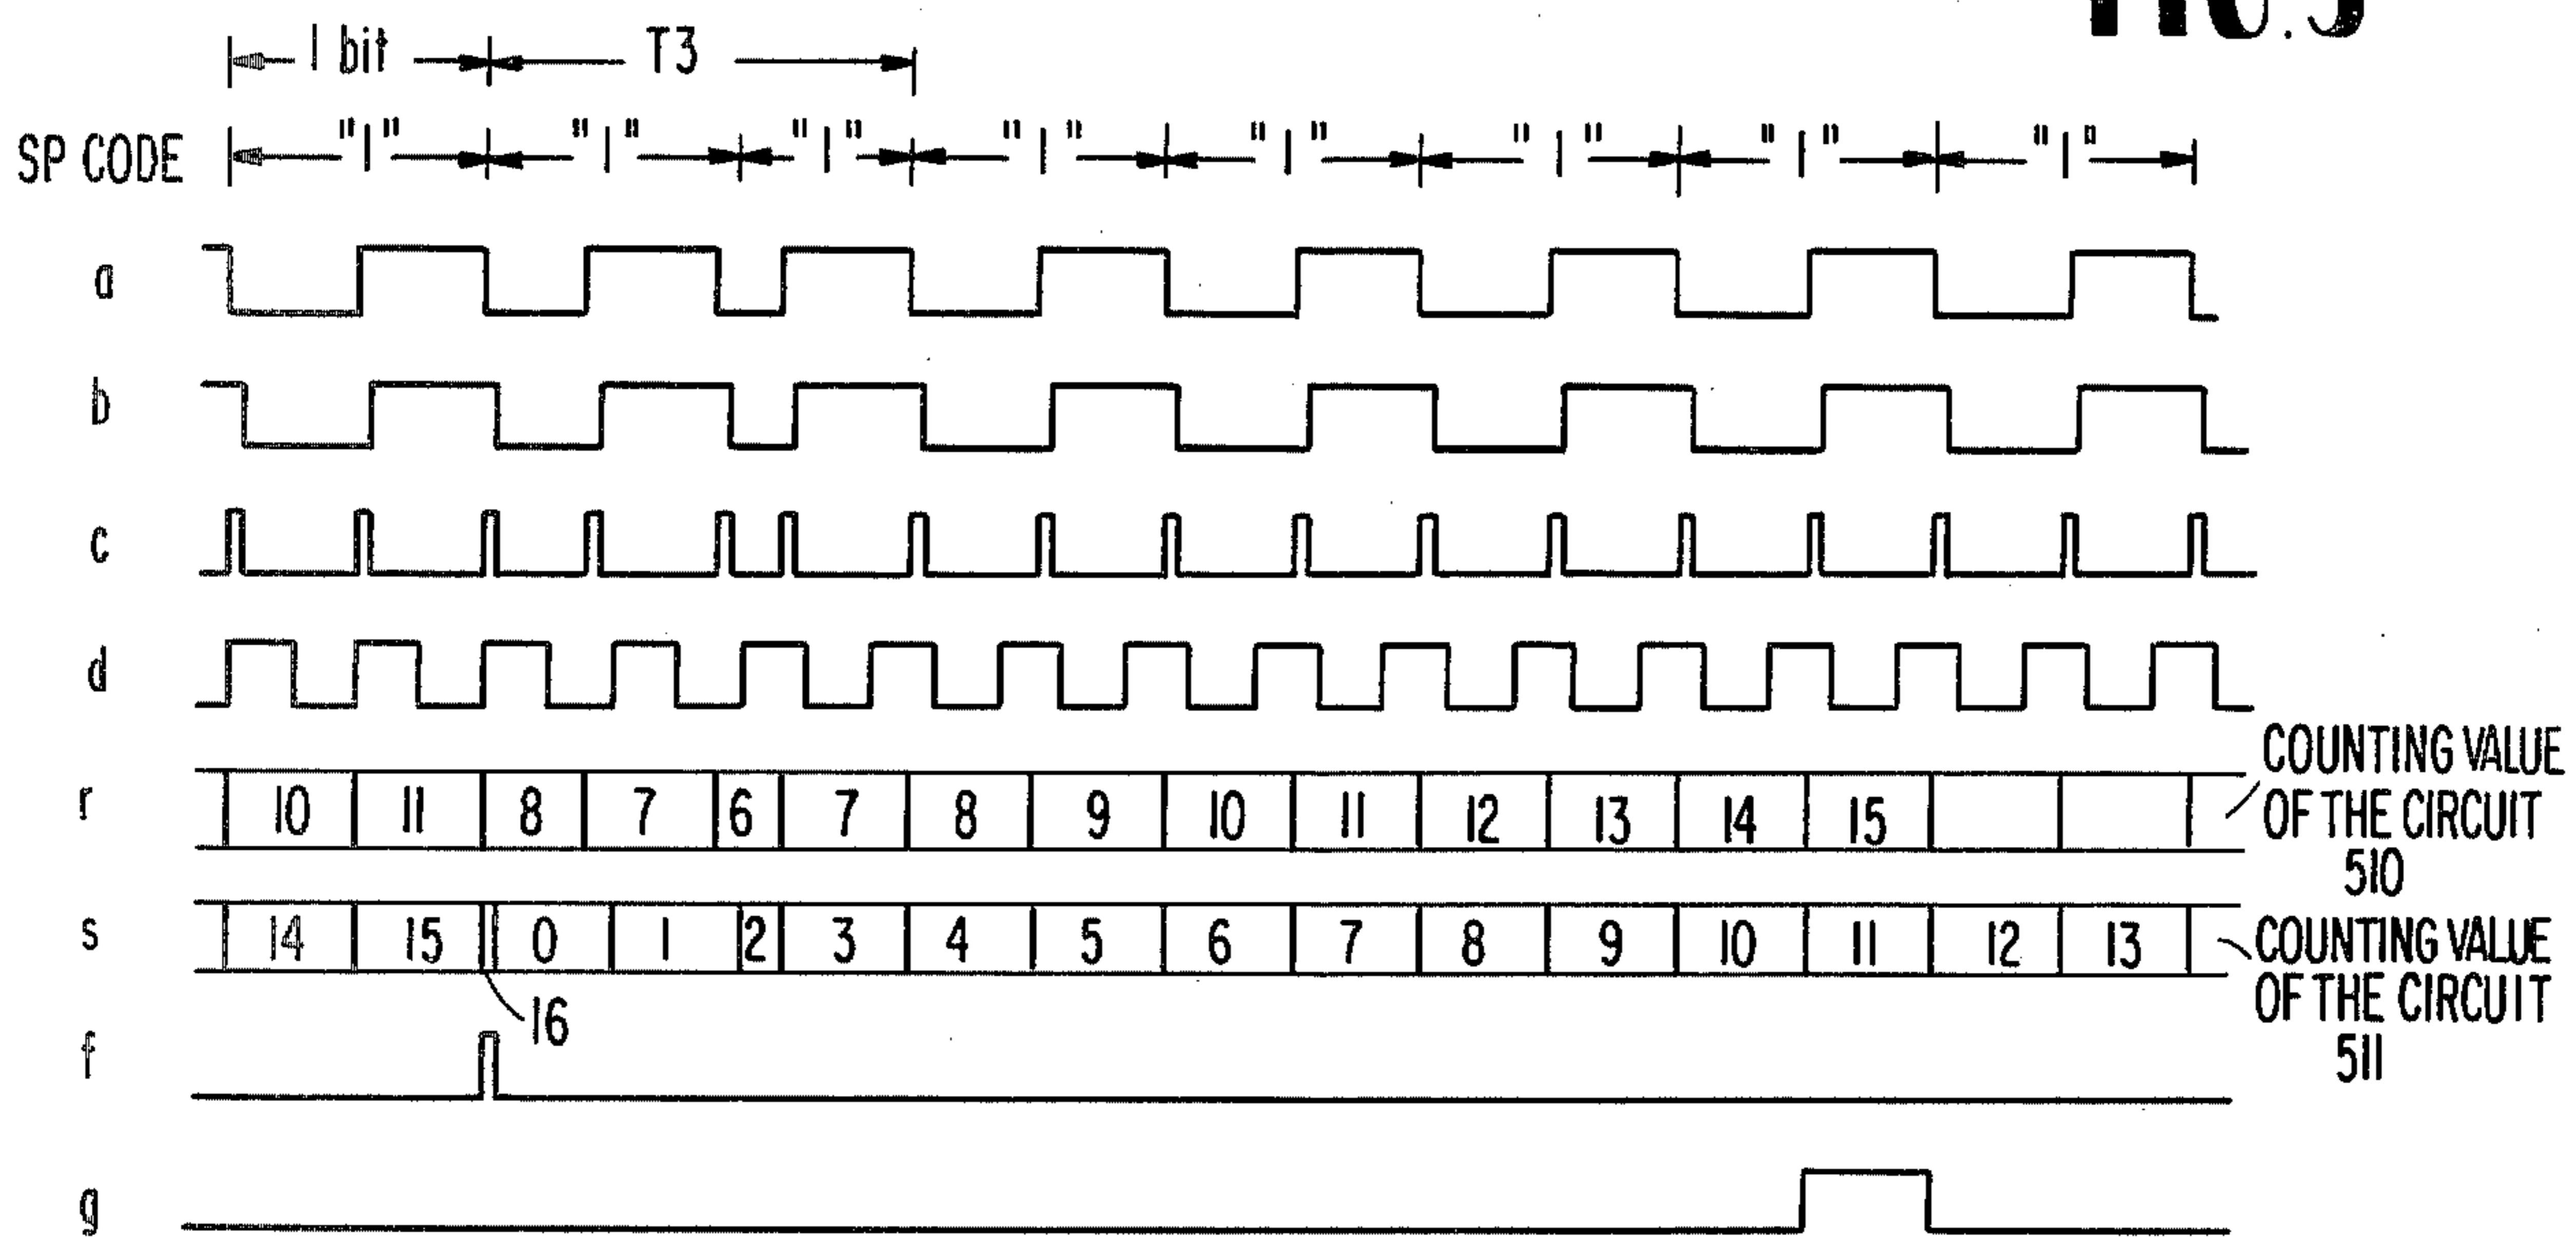 FIG. 5
1 bit T3
SP CODE "1" "1" "1" "1" "1" "1" "1" "1"
a
b
c
d
r 10 11 8 7 6 7 8 9 10 11 12 13 14 15
COUNTING VALUE
OF THE CIRCUIT
510
s 14 15 0 1 2 3 4 5 6 7 8 9 10 11 12 13
COUNTING VALUE
OF THE CIRCUIT
511
16
f
g